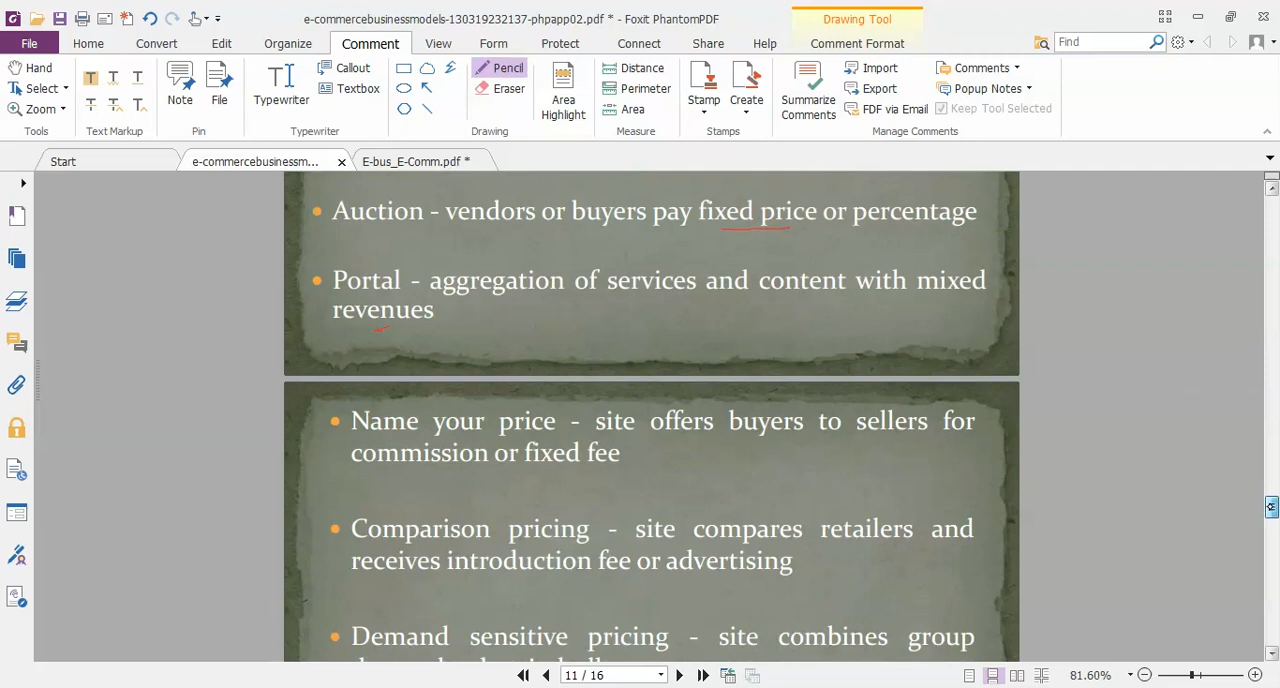 e-commercebusinessmodels-130319232137-phpapp02.pdf * - Foxit PhantomPDF
Drawing Tool
File Home Convert Edit Organize Comment View Form Protect Connect Share Help Comment Format Find
Hand
Select
Zoom
Tools
Text Markup
Note
File
Pin
Typewriter
Callout
Textbox
Typewriter
Pencil
Eraser
Drawing
Area
Highlight
Distance
Perimeter
Area
Measure
Stamp
Create
Stamps
Summarize
Comments
Import
Export
FDF via Email
Comments
Popup Notes
Keep Tool Selected
Manage Comments
Start
e-commercebusinessm...
E-bus_E-Comm.pdf *
• Auction - vendors or buyers pay fixed price or percentage
• Portal - aggregation of services and content with mixed
revenues
• Name your price - site offers buyers to sellers for
commission or fixed fee
• Comparison pricing - site compares retailers and
receives introduction fee or advertising
• Demand sensitive pricing - site combines group
11 / 16
81.60%